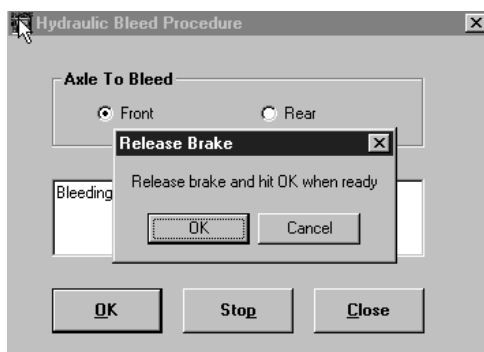 Hydraulic Bleed Procedure
Axle To Bleed
Front Rear
Release Brake
Release brake and hit OK when ready
Bleeding
OK Cancel
OK Stop Close